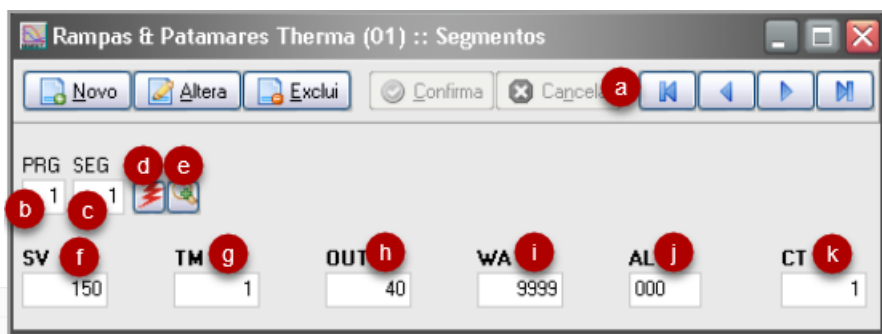 Rampas & Patamares Therma (01) :: Segmentos
Novo Altera Exclui Confirma Cancela a
PRG SEG d e
1 1
b c
SV f TM g OUT h WA i AL j CT k
150 1 40 9999 000 1